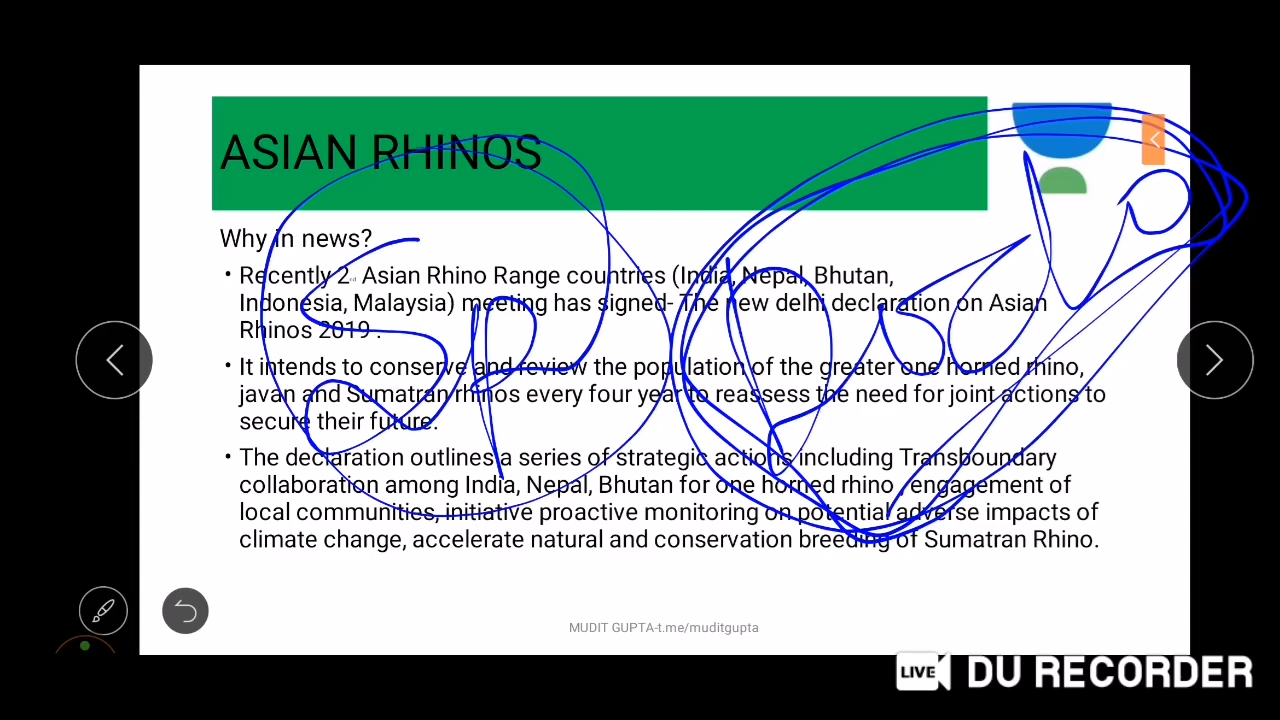 ASIAN RHINOS
Why in news?
• Recently 2nd Asian Rhino Range countries (India, Nepal, Bhutan,
Indonesia, Malaysia) meeting has signed- The new delhi declaration on Asian
Rhinos 2019 .
• It intends to conserve and review the population of the greater one horned rhino,
javan and Sumatran rhinos every four year to reassess the need for joint actions to
secure their future.
• The declaration outlines a series of strategic actions including Transboundary
collaboration among India, Nepal, Bhutan for one horned rhino , engagement of
local communities, initiative proactive monitoring on potential adverse impacts of
climate change, accelerate natural and conservation breeding of Sumatran Rhino.
MUDIT GUPTA-t.me/muditgupta
LIVE DU RECORDER